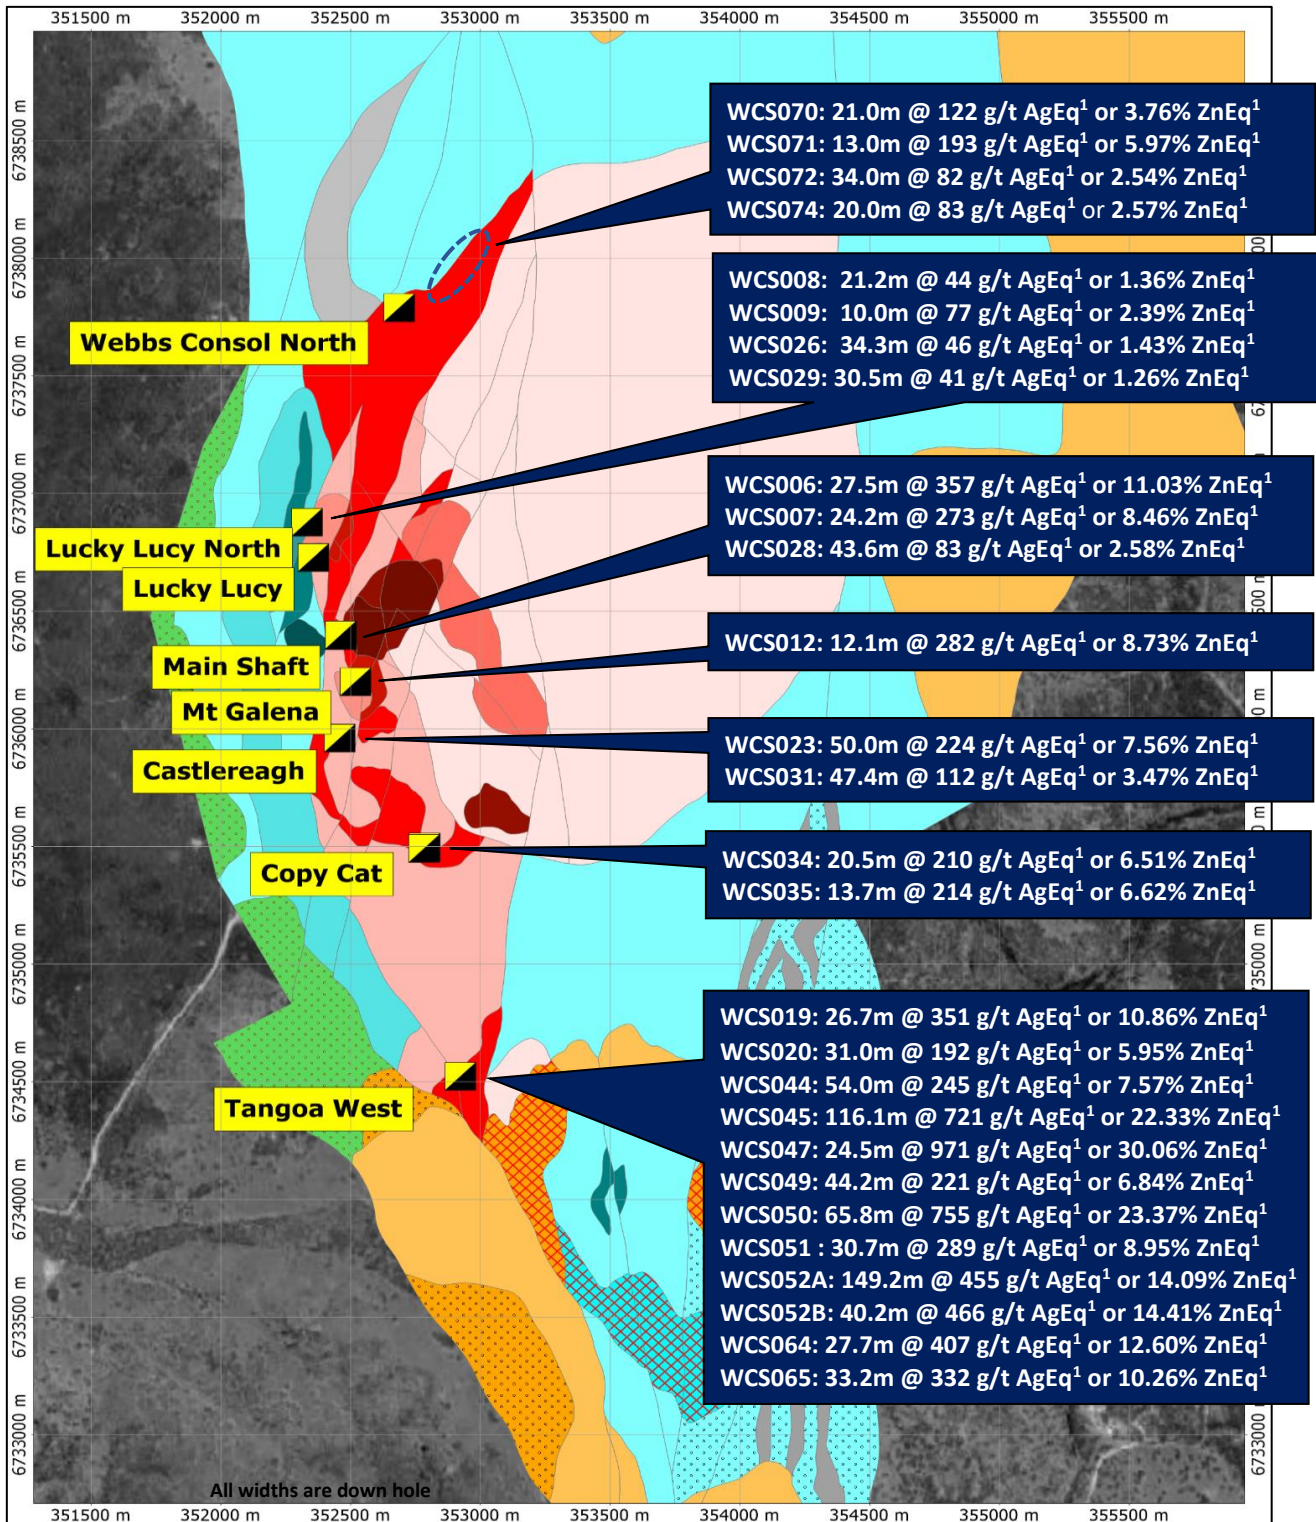 351500 m 352000 m 352500 m 353000 m 353500 m 354000 m 354500 m 355000 m 355500 m
6738500 m
WCS070: 21.0m @ 122 g/t AgEq¹ or 3.76% ZnEq¹
WCS071: 13.0m @ 193 g/t AgEq¹ or 5.97% ZnEq¹
WCS072: 34.0m @ 82 g/t AgEq¹ or 2.54% ZnEq¹
WCS074: 20.0m @ 83 g/t AgEq¹ or 2.57% ZnEq¹
6738000 m
WCS008: 21.2m @ 44 g/t AgEq¹ or 1.36% ZnEq¹
WCS009: 10.0m @ 77 g/t AgEq¹ or 2.39% ZnEq¹
WCS026: 34.3m @ 46 g/t AgEq¹ or 1.43% ZnEq¹
WCS029: 30.5m @ 41 g/t AgEq¹ or 1.26% ZnEq¹
Webbs Consol North
6737500 m
6737000 m
WCS006: 27.5m @ 357 g/t AgEq¹ or 11.03% ZnEq¹
WCS007: 24.2m @ 273 g/t AgEq¹ or 8.46% ZnEq¹
WCS028: 43.6m @ 83 g/t AgEq¹ or 2.58% ZnEq¹
Lucky Lucy North
Lucky Lucy
6736500 m
WCS012: 12.1m @ 282 g/t AgEq¹ or 8.73% ZnEq¹
Main Shaft
Mt Galena
6736000 m
WCS023: 50.0m @ 224 g/t AgEq¹ or 7.56% ZnEq¹
WCS031: 47.4m @ 112 g/t AgEq¹ or 3.47% ZnEq¹
Castlereagh
6735500 m
WCS034: 20.5m @ 210 g/t AgEq¹ or 6.51% ZnEq¹
WCS035: 13.7m @ 214 g/t AgEq¹ or 6.62% ZnEq¹
Copy Cat
6735000 m
WCS019: 26.7m @ 351 g/t AgEq¹ or 10.86% ZnEq¹
WCS020: 31.0m @ 192 g/t AgEq¹ or 5.95% ZnEq¹
WCS044: 54.0m @ 245 g/t AgEq¹ or 7.57% ZnEq¹
WCS045: 116.1m @ 721 g/t AgEq¹ or 22.33% ZnEq¹
WCS047: 24.5m @ 971 g/t AgEq¹ or 30.06% ZnEq¹
WCS049: 44.2m @ 221 g/t AgEq¹ or 6.84% ZnEq¹
WCS050: 65.8m @ 755 g/t AgEq¹ or 23.37% ZnEq¹
WCS051 : 30.7m @ 289 g/t AgEq¹ or 8.95% ZnEq¹
WCS052A: 149.2m @ 455 g/t AgEq¹ or 14.09% ZnEq¹
WCS052B: 40.2m @ 466 g/t AgEq¹ or 14.41% ZnEq¹
WCS064: 27.7m @ 407 g/t AgEq¹ or 12.60% ZnEq¹
WCS065: 33.2m @ 332 g/t AgEq¹ or 10.26% ZnEq¹
6734500 m
Tangoa West
6734000 m
6733500 m
6733000 m
6733000 m
All widths are down hole
351500 m 352000 m 352500 m 353000 m 353500 m 354000 m 354500 m 355000 m 355500 m